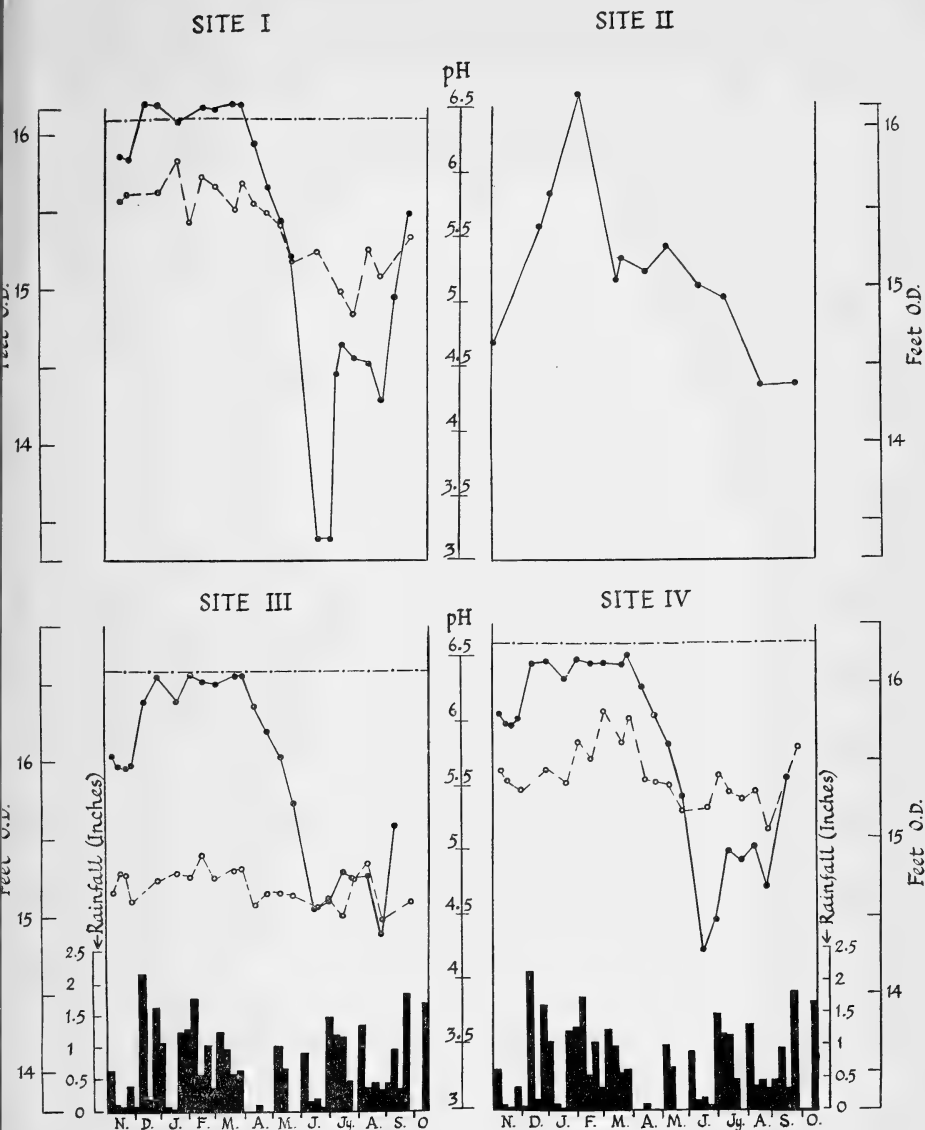 SITE I
SITE II
pH
6.5
6
5.5
5
4.5
4
3.5
3
16
15
14
Feet O.D.
16
15
14
Feet O.D.
SITE III
SITE IV
pH
6.5
6
5.5
5
4.5
4
3.5
3
16
15
14
Feet O.D.
←Rainfall (Inches)
2.5
2
1.5
1
0.5
0
16
15
14
Feet O.D.
←Rainfall (Inches)
2.5
2
1.5
1
0.5
0
N. D. J. F. M. A. M. J. Jy. A. S. O
N. D. J. F. M. A. M. J. Jy. A. S. O.